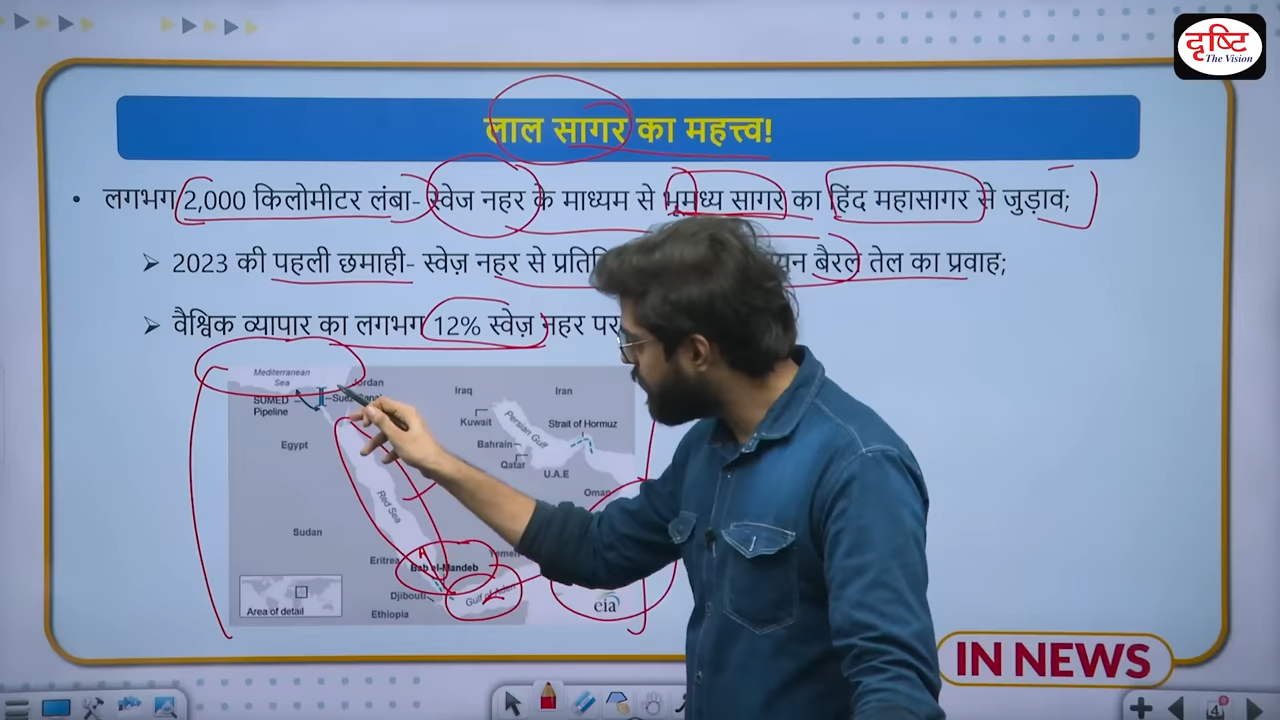 दृष्टि
The Vision
लाल सागर का महत्त्व!
• लगभग 2,000 किलोमीटर लंबा- स्वेज नहर के माध्यम से भूमध्य सागर का हिंद महासागर से जुड़ाव;
➢ 2023 की पहली छमाही- स्वेज़ नहर से बैरल तेल का प्रवाह;
➢ वैश्विक व्यापार का लगभग 12% स्वेज़ नहर पर
Mediterranean
Sea
Jordan
Iraq
Iran
SUMED
Pipeline
Suez Canal
Kuwait
Persian Gulf
Strait of Hormuz
Egypt
Bahrain
Qatar
U.A.E
Oman
Red Sea
Sudan
Eritrea
Yemen
Bab el-Mandeb
Djibouti
Gulf of Aden
eia
Area of detail
Ethiopia
IN NEWS
4